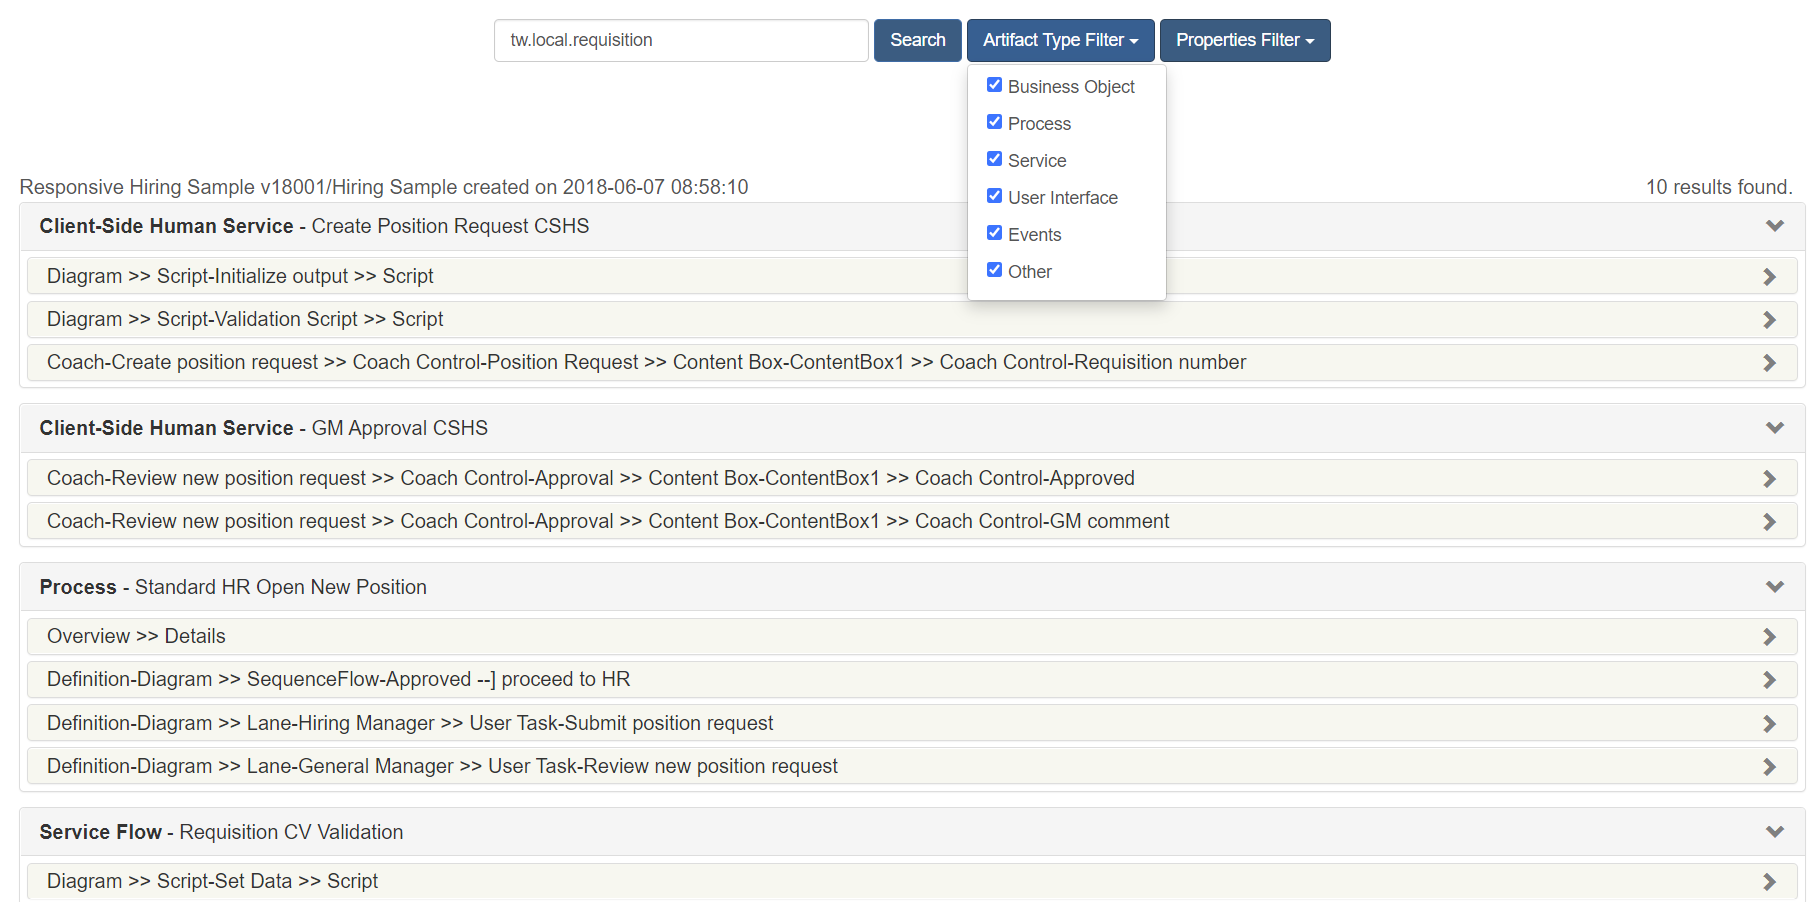 tw.local.requisition
Search
Artifact Type Filter
Properties Filter
Business Object
Process
Service
User Interface
Events
Other
Responsive Hiring Sample v18001/Hiring Sample created on 2018-06-07 08:58:10
10 results found.
Client-Side Human Service - Create Position Request CSHS
Diagram >> Script-Initialize output >> Script
Diagram >> Script-Validation Script >> Script
Coach-Create position request >> Coach Control-Position Request >> Content Box-ContentBox1 >> Coach Control-Requisition number
Client-Side Human Service - GM Approval CSHS
Coach-Review new position request >> Coach Control-Approval >> Content Box-ContentBox1 >> Coach Control-Approved
Coach-Review new position request >> Coach Control-Approval >> Content Box-ContentBox1 >> Coach Control-GM comment
Process - Standard HR Open New Position
Overview >> Details
Definition-Diagram >> SequenceFlow-Approved --] proceed to HR
Definition-Diagram >> Lane-Hiring Manager >> User Task-Submit position request
Definition-Diagram >> Lane-General Manager >> User Task-Review new position request
Service Flow - Requisition CV Validation
Diagram >> Script-Set Data >> Script